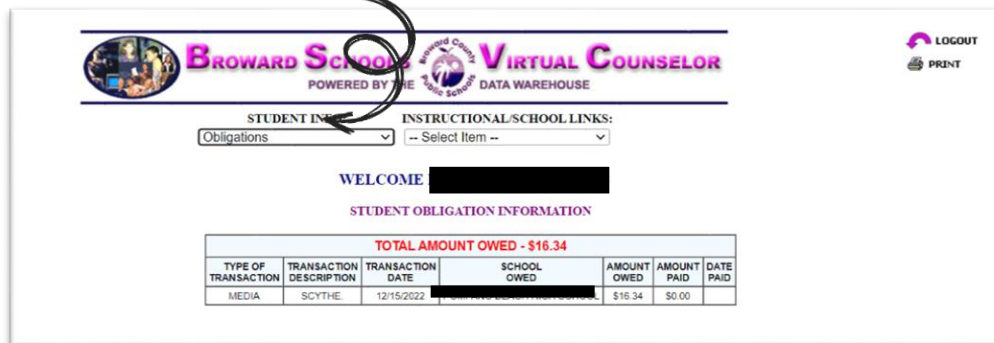 LOGOUT
PRINT
BROWARD SCHOOLS Broward County Public Schools VIRTUAL COUNSELOR
POWERED BY THE DATA WAREHOUSE
STUDENT INFO: INSTRUCTIONAL/SCHOOL LINKS:
Obligations -- Select Item --
WELCOME
STUDENT OBLIGATION INFORMATION
TOTAL AMOUNT OWED - $16.34
TYPE OF TRANSACTION TRANSACTION SCHOOL AMOUNT AMOUNT DATE
TRANSACTION DESCRIPTION DATE OWED OWED PAID PAID
MEDIA SCYTHE. 12/15/2022 $16.34 $0.00